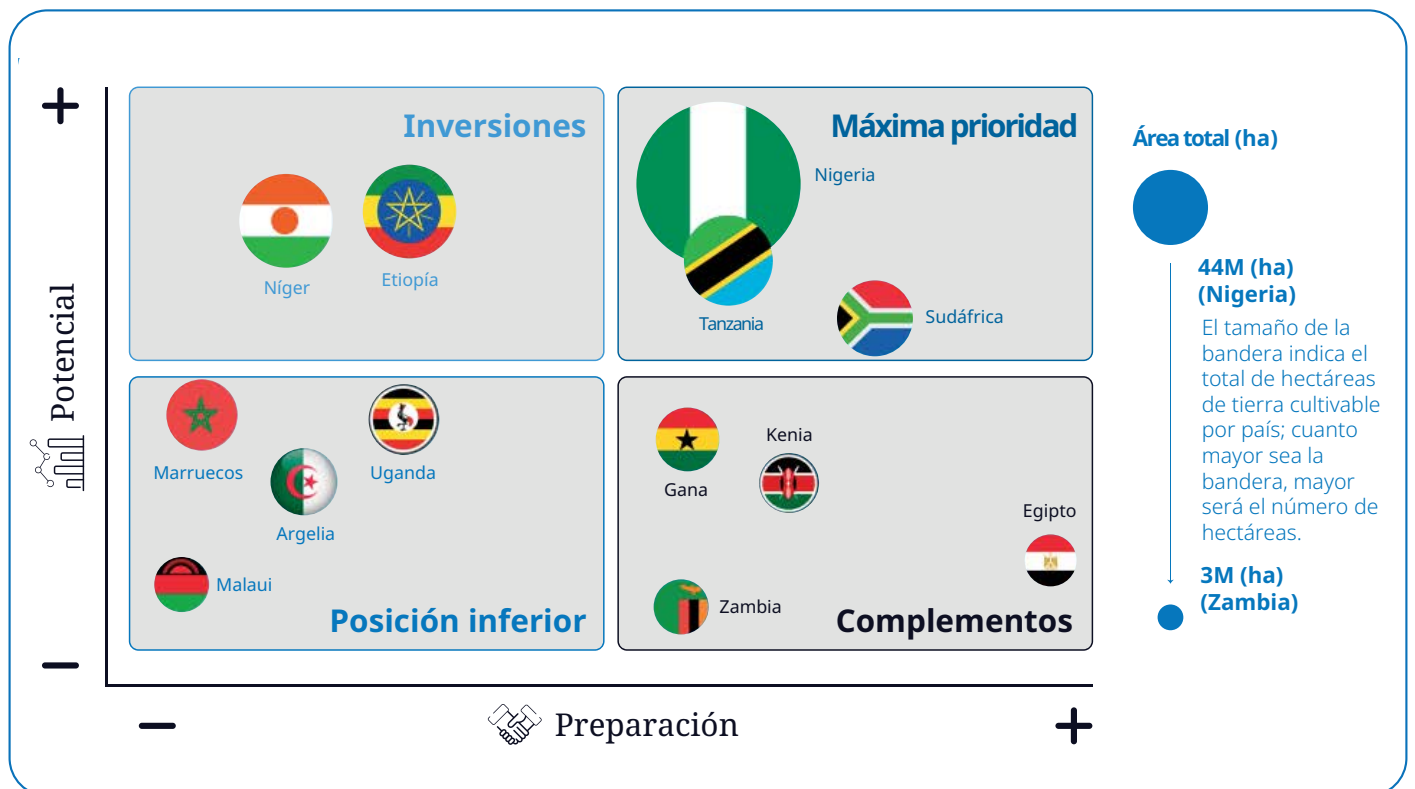 Inversiones
Níger
Etiopía
Máxima prioridad
Nigeria
Tanzania
Sudáfrica
Potencial
Marruecos
Uganda
Argelia
Malaui
Posición inferior
Kenia
Gana
Egipto
Zambia
Complementos
Preparación
Área total (ha)
44M (ha)
(Nigeria)
El tamaño de la
bandera indica el
total de hectáreas
de tierra cultivable
por país; cuanto
mayor sea la
bandera, mayor
será el número de
hectáreas.
3M (ha)
(Zambia)